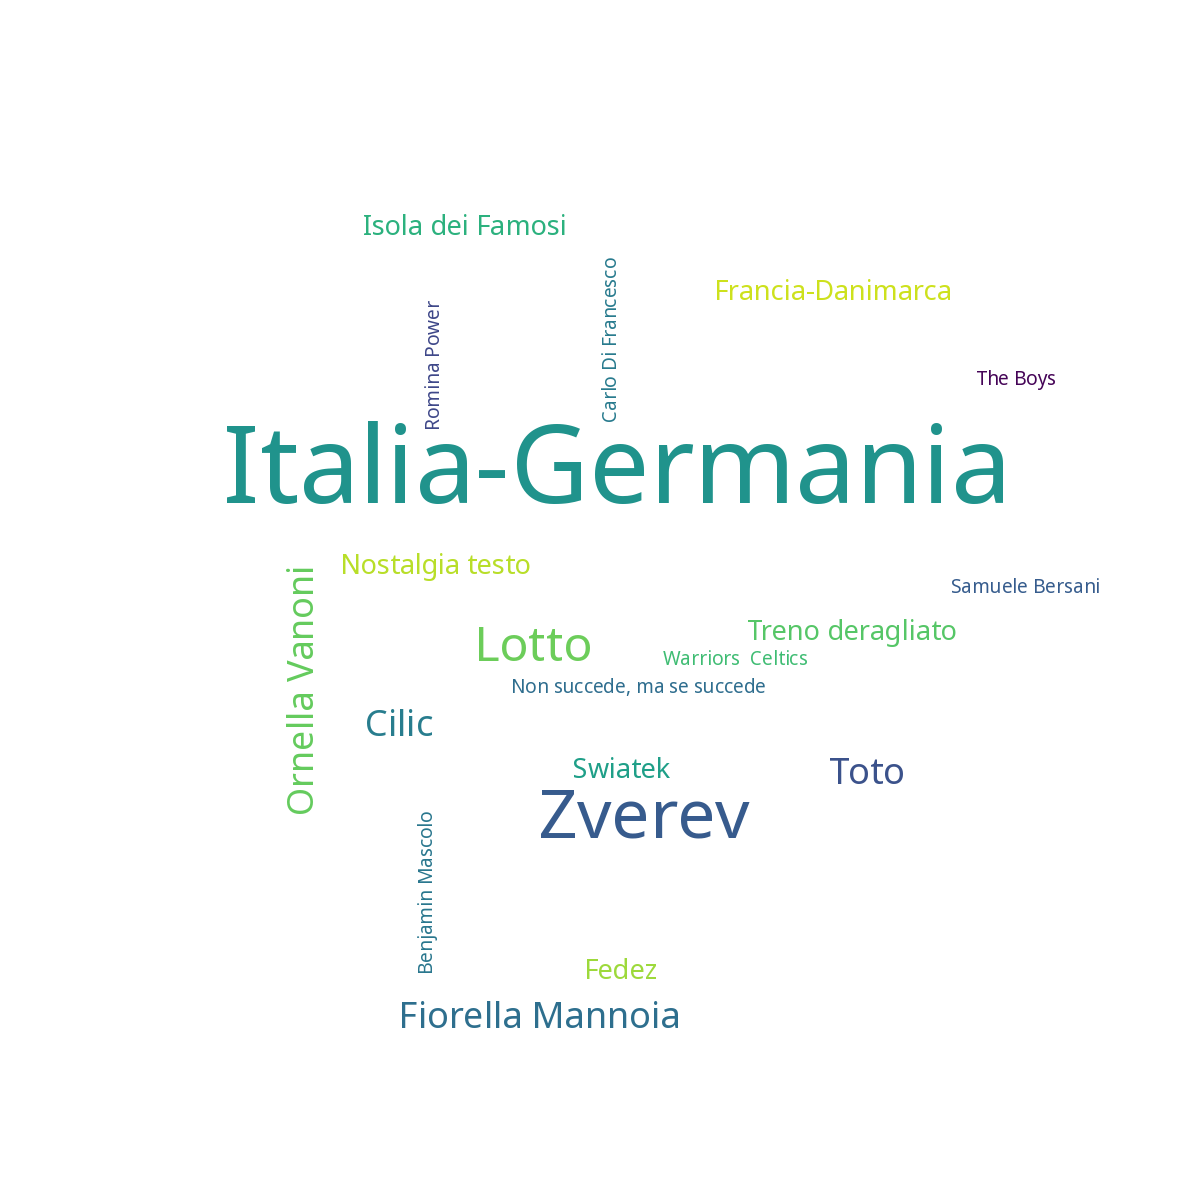 Isola dei Famosi
Carlo Di Francesco
Francia-Danimarca
Romina Power
The Boys
Italia-Germania
Nostalgia testo
Ornella Vanoni
Samuele Bersani
Treno deragliato
Lotto
Warriors Celtics
Non succede, ma se succede
Cilic
Swiatek
Toto
Zverev
Benjamin Mascolo
Fedez
Fiorella Mannoia